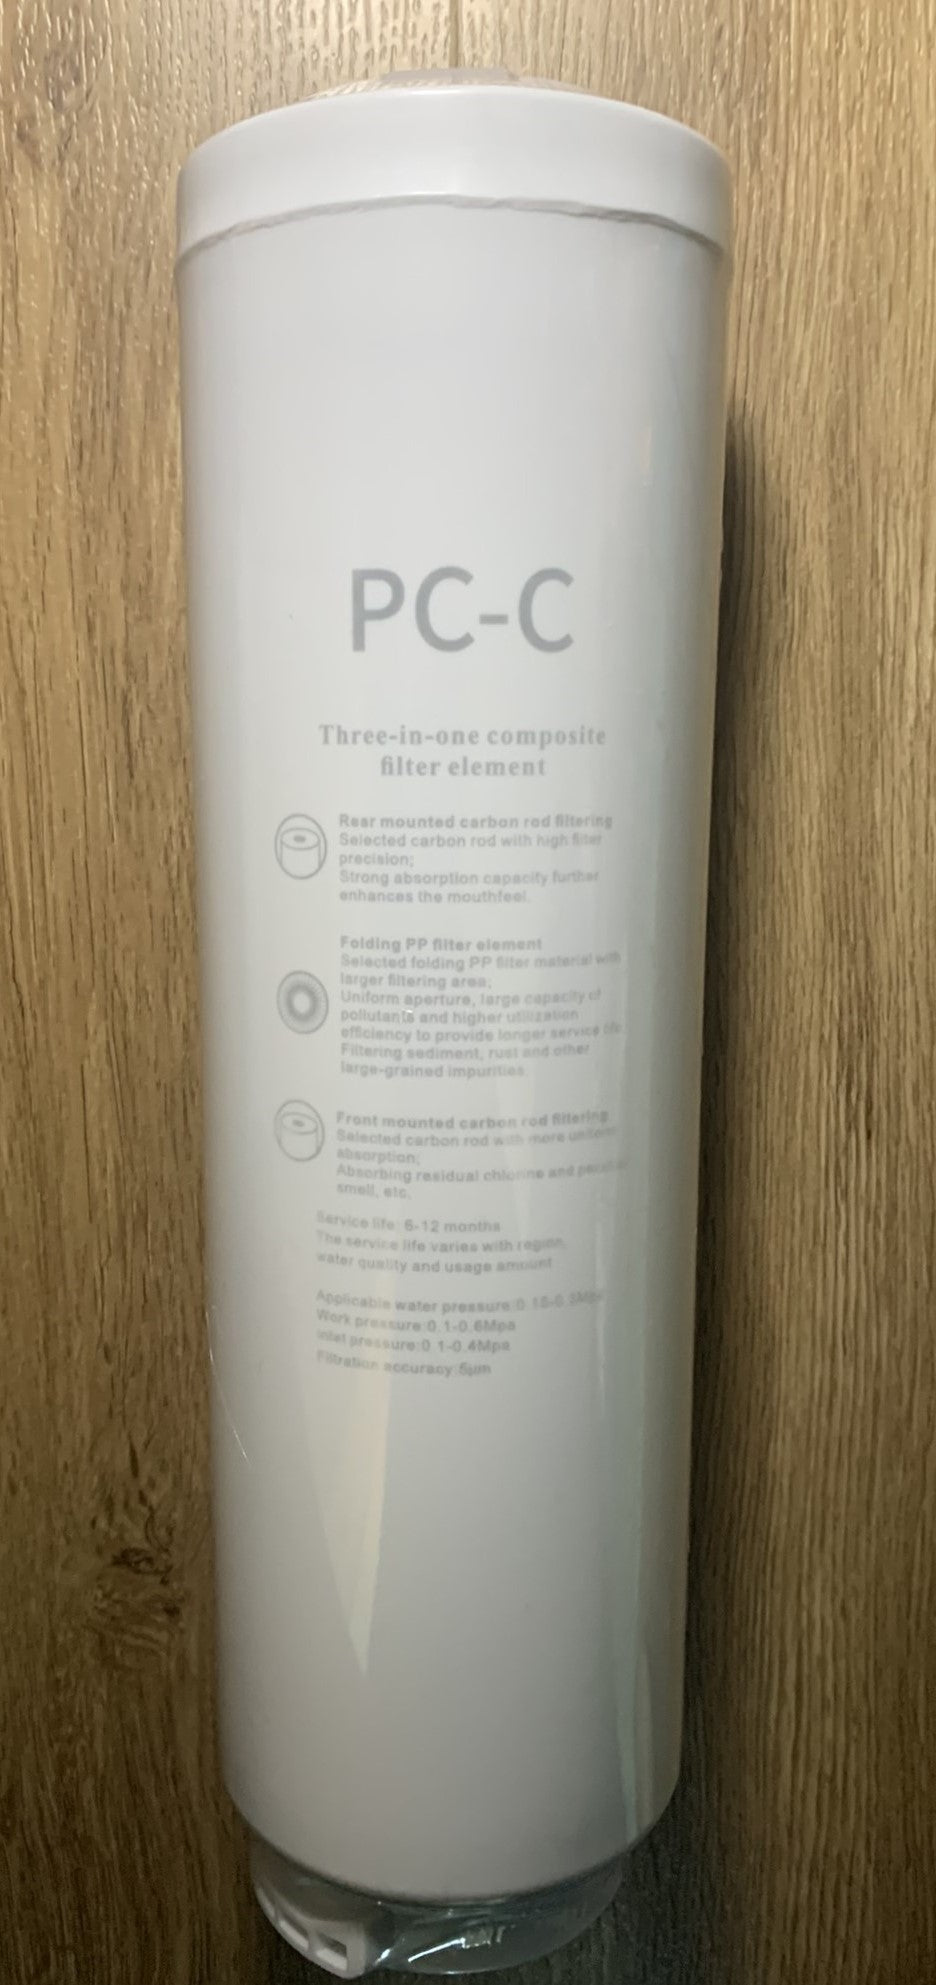 PC-C
Three-in-one composite
filter element
Rear mounted carbon rod filtering
Selected carbon rod with high filter
precision;
Strong absorption capacity further
enhances the mouthfeel.
Folding PP filter element
Selected folding PP filter material with
larger filtering area;
Uniform aperture, large capacity of
pollutants and higher utilization
efficiency to provide longer service life.
Filtering sediment, rust and other
large-grained impurities.
Front mounted carbon rod filtering
Selected carbon rod with more uniform
absorption;
Absorbing residual chlorine and peculiar
smell, etc.
Service life: 6-12 months
The service life varies with region,
water quality and usage amount
Applicable water pressure:
Work pressure:0.1-0.6Mpa
inlet pressure:0.1-0.4Mpa
Filtration accuracy:5μm